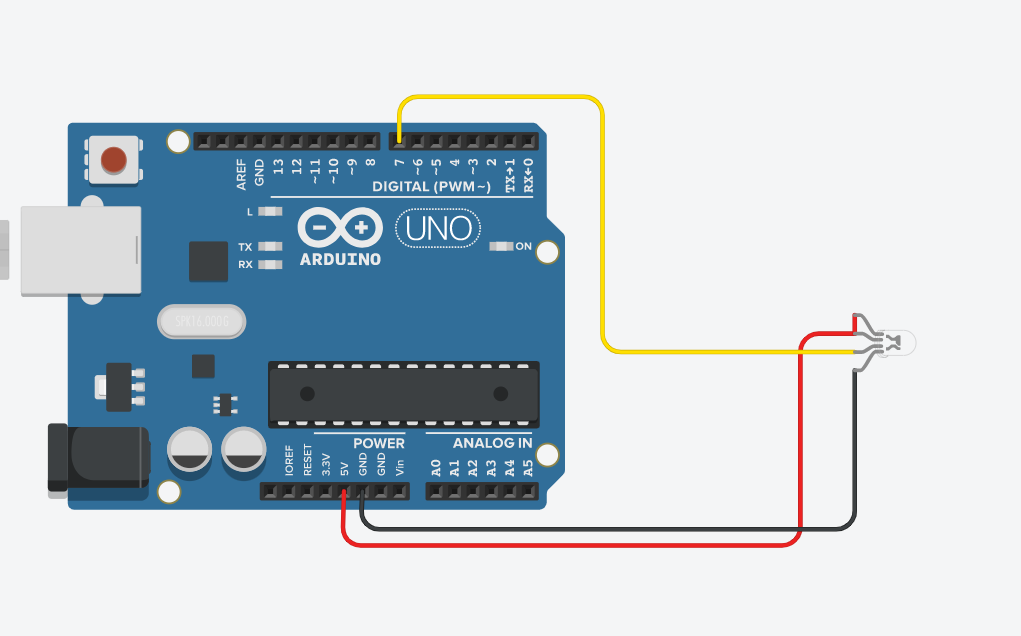 AREF
GND
13
12
~11
~10
~9
8
7
~6
~5
4
~3
2
TX→1
RX←0
DIGITAL (PWM~)
L
TX
RX
ARDUINO
UNO
ON
SPK16.000G
POWER
ANALOG IN
IOREF
RESET
3.3V
5V
GND
GND
Vin
A0
A1
A2
A3
A4
A5